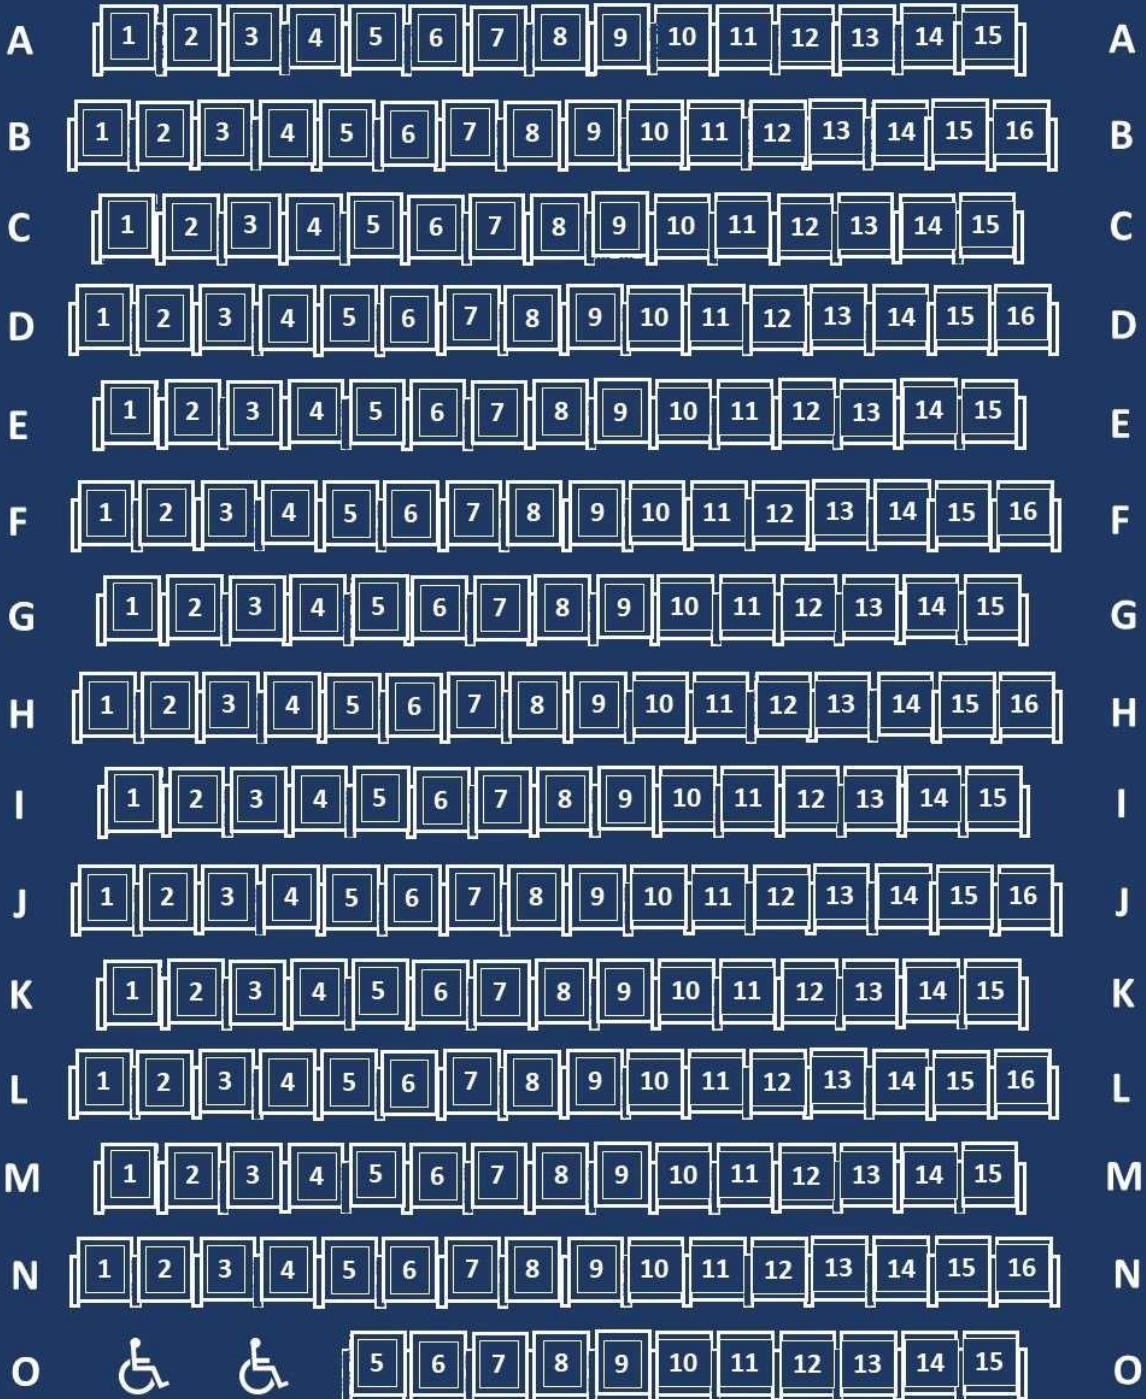 A 1 2 3 4 5 6 7 8 9 10 11 12 13 14 15 A
B 1 2 3 4 5 6 7 8 9 10 11 12 13 14 15 16 B
C 1 2 3 4 5 6 7 8 9 10 11 12 13 14 15 C
D 1 2 3 4 5 6 7 8 9 10 11 12 13 14 15 16 D
E 1 2 3 4 5 6 7 8 9 10 11 12 13 14 15 E
F 1 2 3 4 5 6 7 8 9 10 11 12 13 14 15 16 F
G 1 2 3 4 5 6 7 8 9 10 11 12 13 14 15 G
H 1 2 3 4 5 6 7 8 9 10 11 12 13 14 15 16 H
I 1 2 3 4 5 6 7 8 9 10 11 12 13 14 15 I
J 1 2 3 4 5 6 7 8 9 10 11 12 13 14 15 16 J
K 1 2 3 4 5 6 7 8 9 10 11 12 13 14 15 K
L 1 2 3 4 5 6 7 8 9 10 11 12 13 14 15 16 L
M 1 2 3 4 5 6 7 8 9 10 11 12 13 14 15 M
N 1 2 3 4 5 6 7 8 9 10 11 12 13 14 15 16 N
O 5 6 7 8 9 10 11 12 13 14 15 O